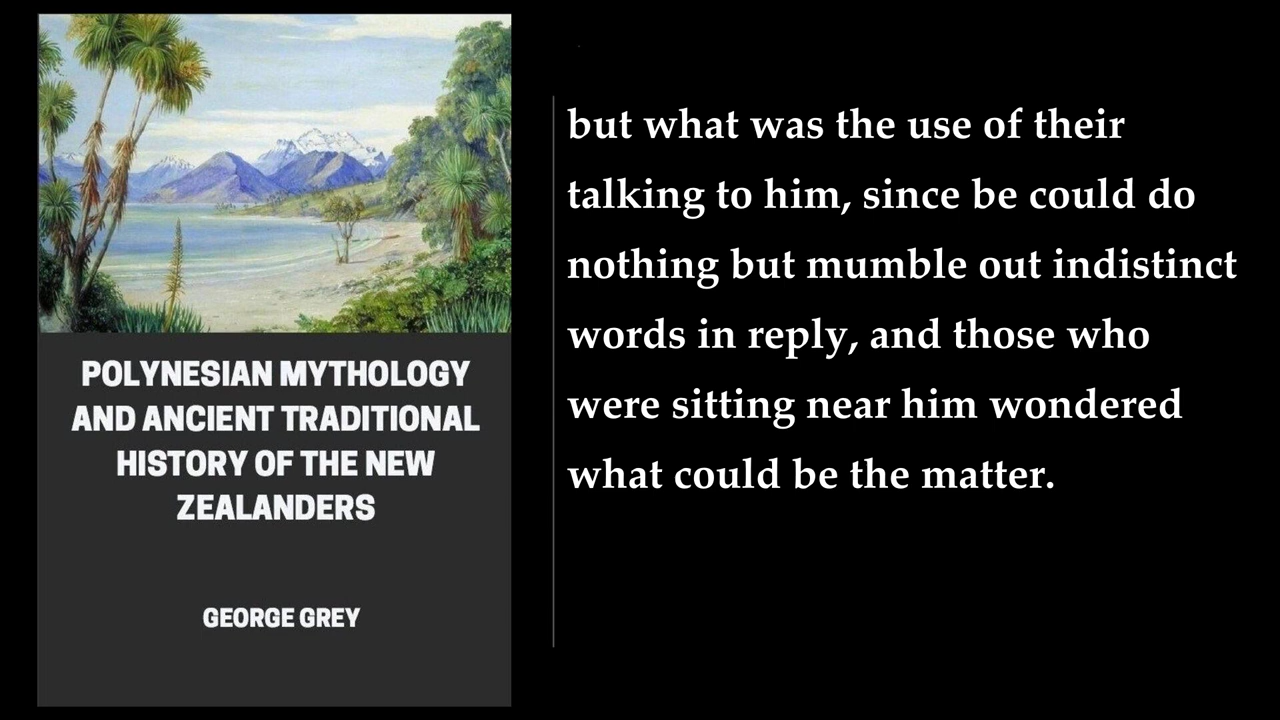 POLYNESIAN MYTHOLOGY
AND ANCIENT TRADITIONAL
HISTORY OF THE NEW
ZEALANDERS
GEORGE GREY
but what was the use of their
talking to him, since be could do
nothing but mumble out indistinct
words in reply, and those who
were sitting near him wondered
what could be the matter.